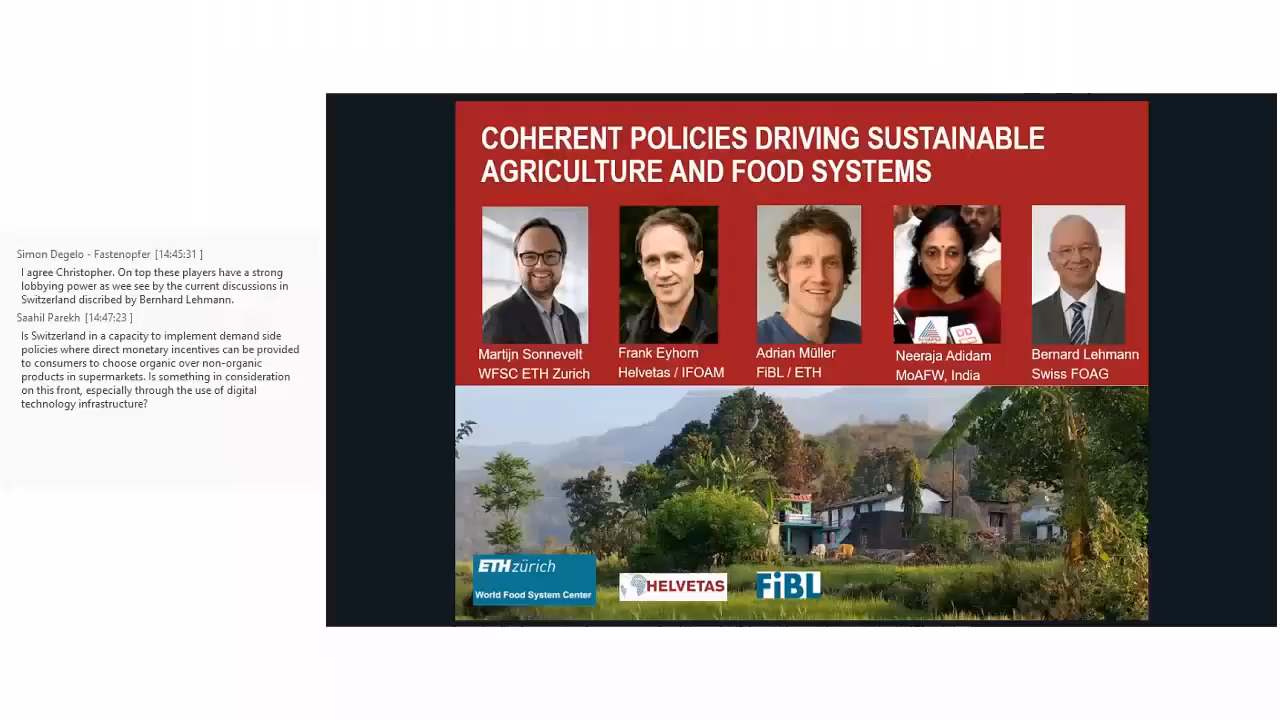 Simon Degelo - Fastenopfer [14:45:31 ]
I agree Christopher. On top these players have a strong
lobbying power as wee see by the current discussions in
Switzerland discribed by Bernhard Lehmann.
Saahil Parekh [14:47:23 ]
Is Switzerland in a capacity to implement demand side
policies where direct monetary incentives can be provided
to consumers to choose organic over non-organic
products in supermarkets. Is something in consideration
on this front, especially through the use of digital
technology infrastructure?
COHERENT POLICIES DRIVING SUSTAINABLE
AGRICULTURE AND FOOD SYSTEMS
Martijn Sonnevelt
WFSC ETH Zurich
Frank Eyhorn
Helvetas / IFOAM
Adrian Müller
FiBL / ETH
DD
Neeraja Adidam
MoAFW, India
Bernard Lehmann
Swiss FOAG
ETH zürich
World Food System Center
HELVETAS
FiBL